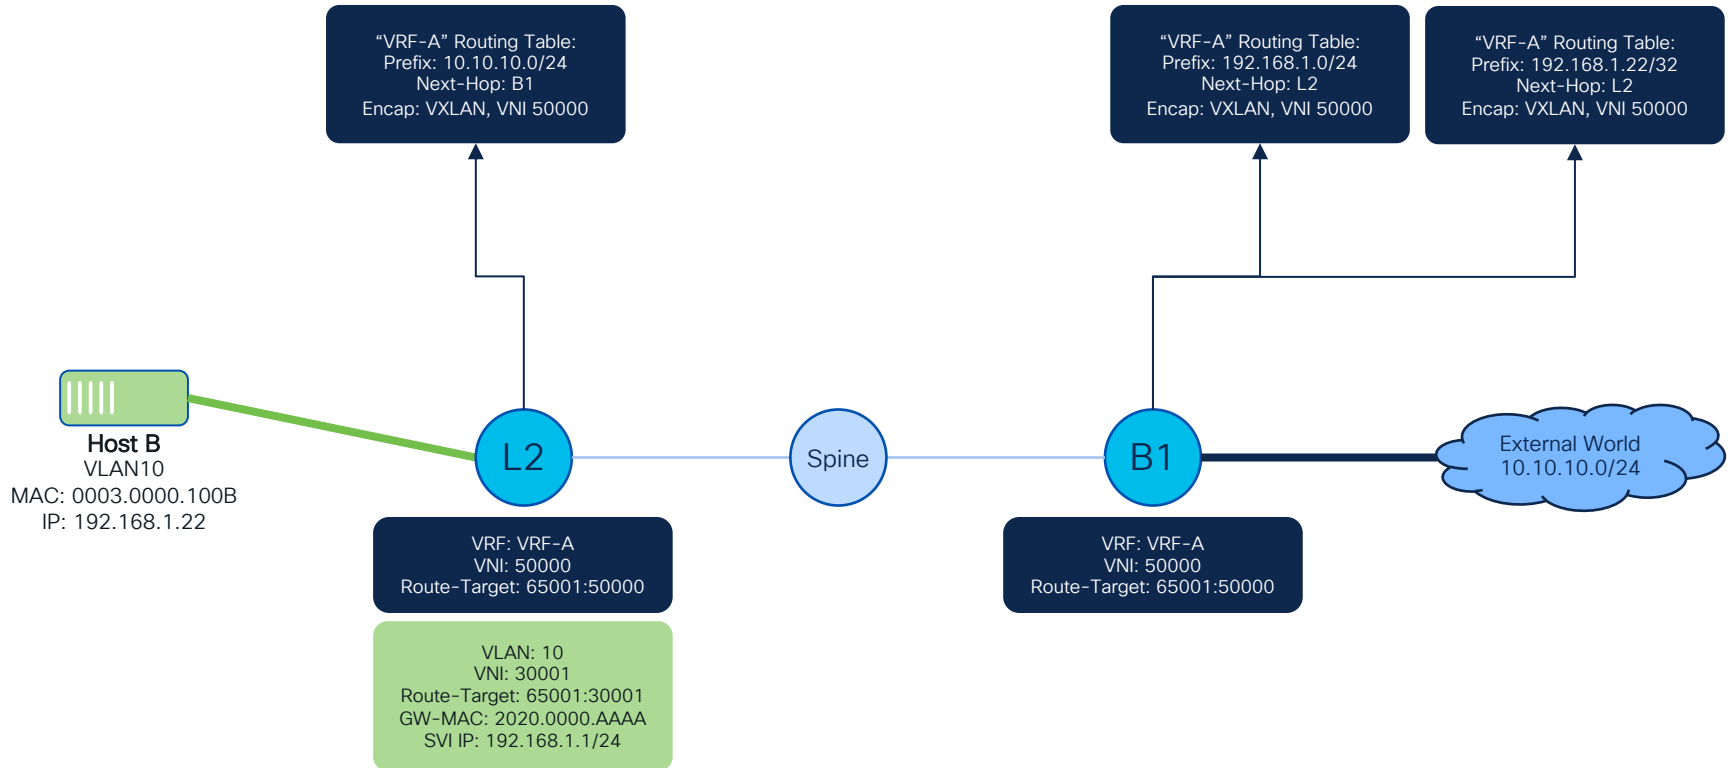 “VRF-A” Routing Table:
Prefix: 10.10.10.0/24
Next-Hop: B1
Encap: VXLAN, VNI 50000
“VRF-A” Routing Table:
Prefix: 192.168.1.0/24
Next-Hop: L2
Encap: VXLAN, VNI 50000
“VRF-A” Routing Table:
Prefix: 192.168.1.22/32
Next-Hop: L2
Encap: VXLAN, VNI 50000
Host B
VLAN10
MAC: 0003.0000.100B
IP: 192.168.1.22
L2
Spine
B1
External World
10.10.10.0/24
VRF: VRF-A
VNI: 50000
Route-Target: 65001:50000
VLAN: 10
VNI: 30001
Route-Target: 65001:30001
GW-MAC: 2020.0000.AAAA
SVI IP: 192.168.1.1/24
VRF: VRF-A
VNI: 50000
Route-Target: 65001:50000